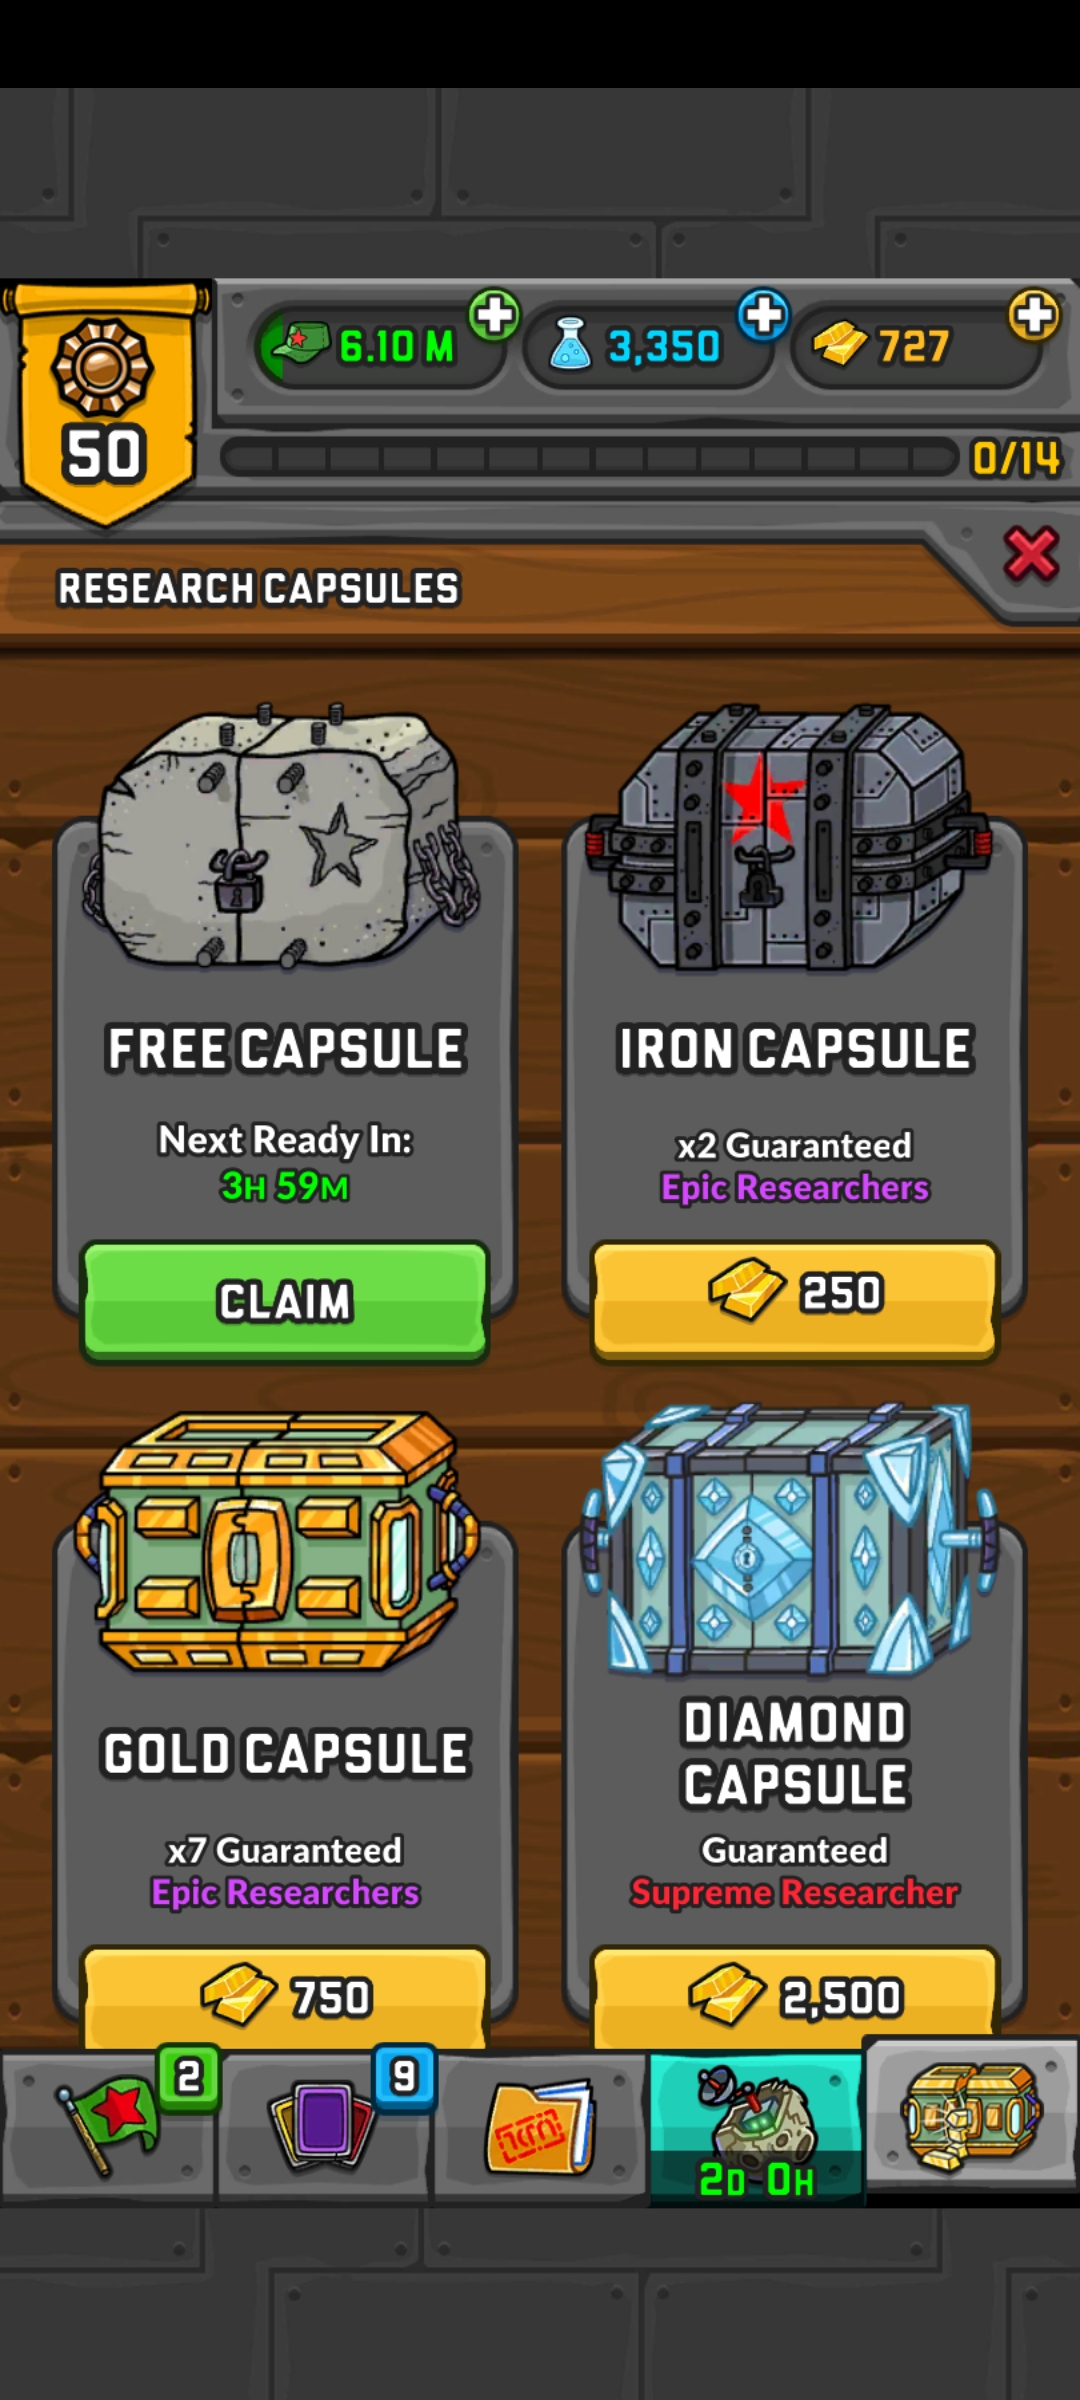 6.10 M
3,350
727
50
0/14
RESEARCH CAPSULES
FREE CAPSULE
Next Ready In:
3H 59M
CLAIM
IRON CAPSULE
x2 Guaranteed
Epic Researchers
250
GOLD CAPSULE
x7 Guaranteed
Epic Researchers
750
DIAMOND
CAPSULE
Guaranteed
Supreme Researcher
2,500
2
9
2D 0H